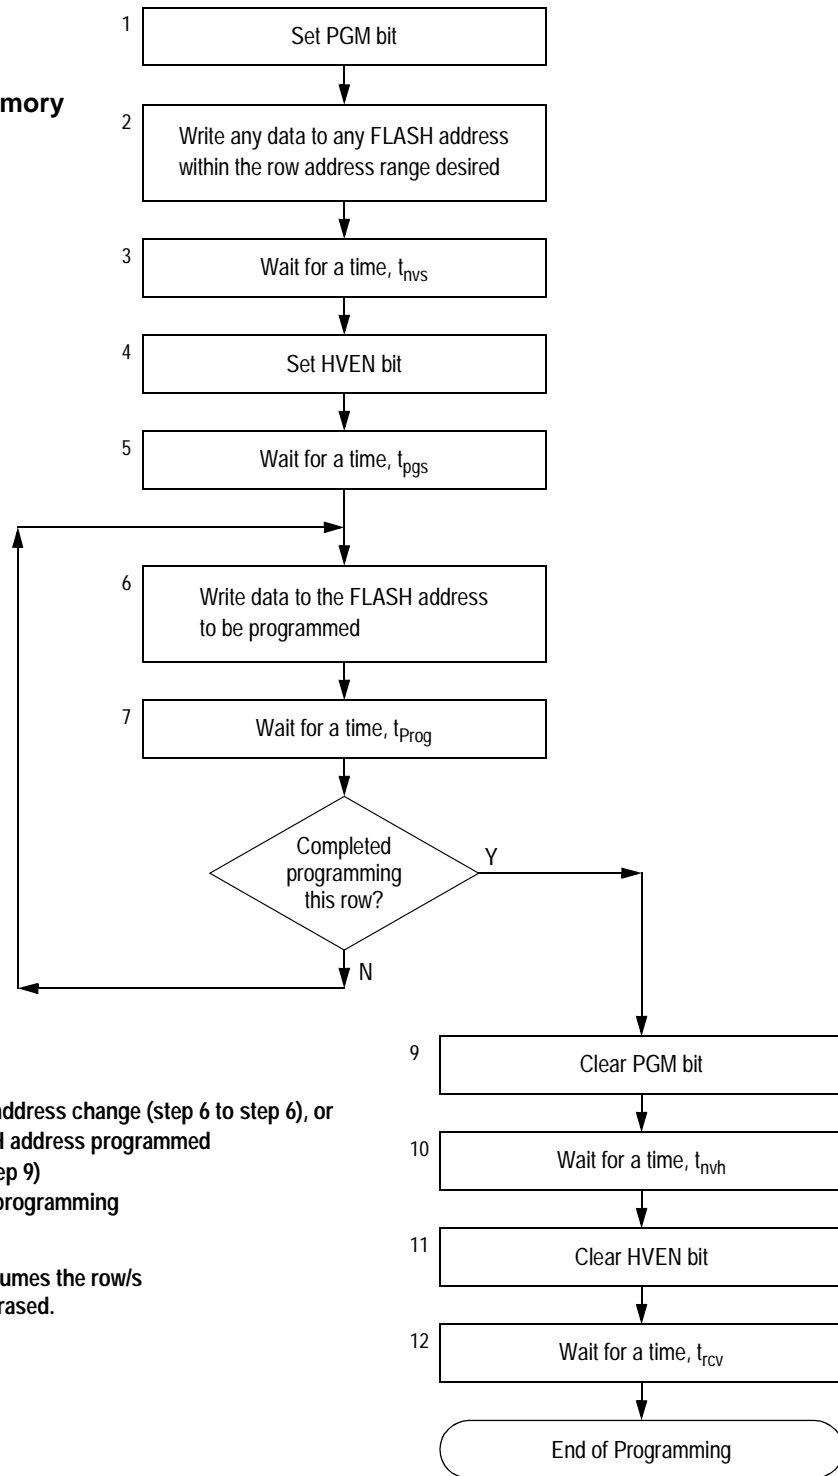 1
Set PGM bit
mory
2
Write any data to any FLASH address
within the row address range desired
3
Wait for a time, tnvs
4
Set HVEN bit
5
Wait for a time, tpgs
6
Write data to the FLASH address
to be programmed
7
Wait for a time, tProg
Completed
programming
this row?
Y
N
9
Clear PGM bit
address change (step 6 to step 6), or
H address programmed
ep 9)
programming
10
Wait for a time, tnvh
11
Clear HVEN bit
umes the row/s
rased.
12
Wait for a time, trcv
End of Programming